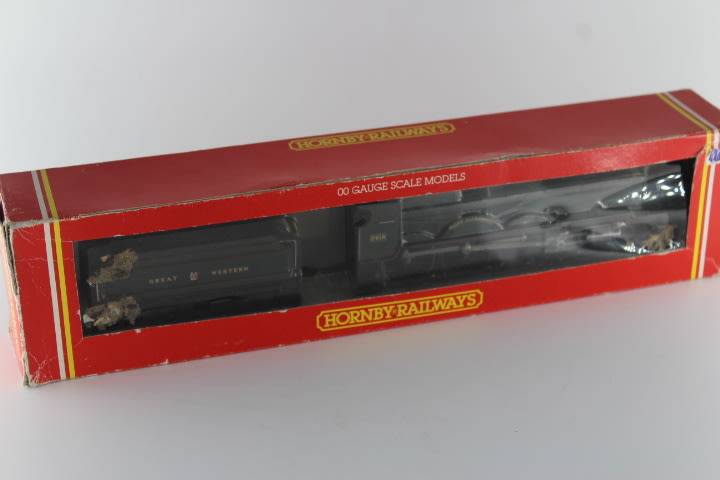 HORNBY RAILWAYS
00 GAUGE SCALE MODELS
GREAT WESTERN
HORNBY RAILWAYS